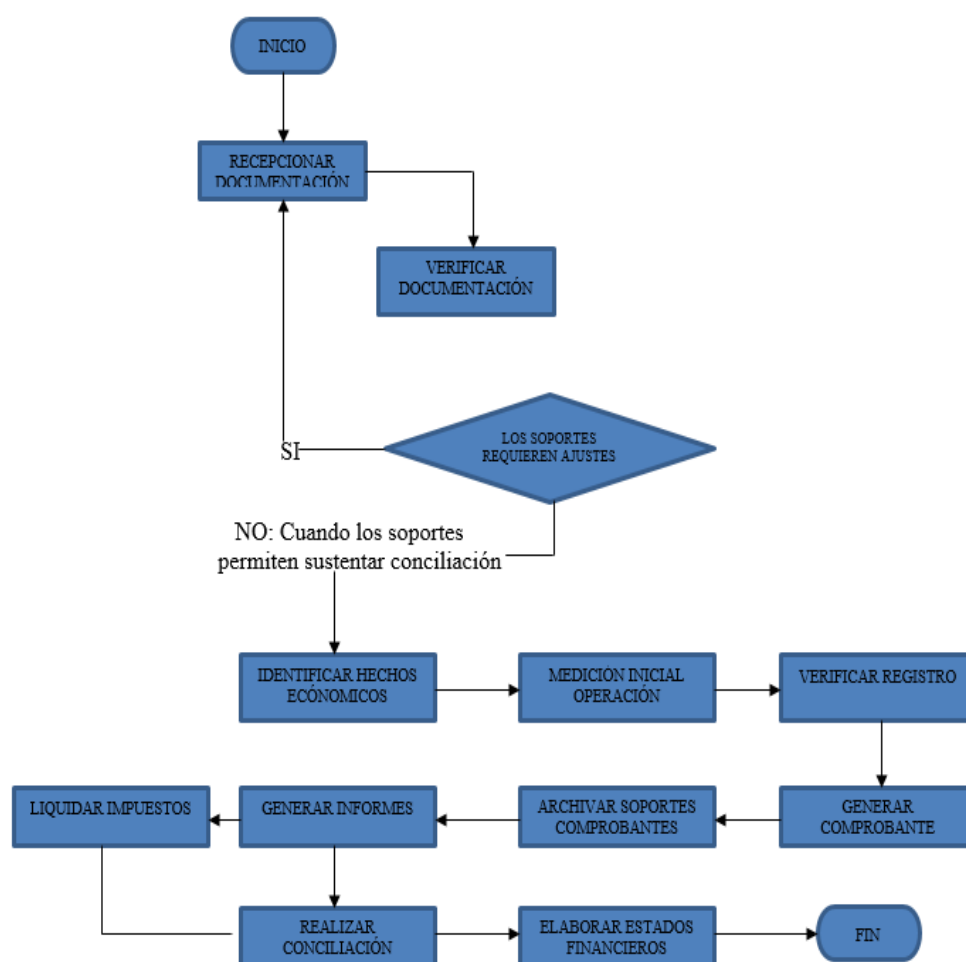 INICIO
RECEPCIONAR
DOCUMENTACIÓN
VERIFICAR
DOCUMENTACIÓN
LOS SOPORTES
REQUIEREN AJUSTES
SI
NO: Cuando los soportes
permiten sustentar conciliación
IDENTIFICAR HECHOS
ECÓNOMICOS
MEDICIÓN INICIAL
OPERACIÓN
VERIFICAR REGISTRO
LIQUIDAR IMPUESTOS
GENERAR INFORMES
ARCHIVAR SOPORTES
COMPROBANTES
GENERAR
COMPROBANTE
REALIZAR
CONCILIACIÓN
ELABORAR ESTADOS
FINANCIEROS
FIN